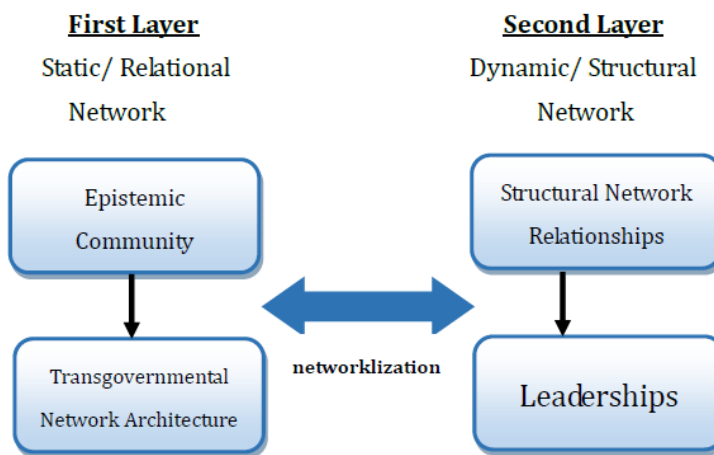 First Layer
Static/ Relational
Network
Epistemic
Community
Transgovernmental
Network Architecture
networklization
Second Layer
Dynamic/ Structural
Network
Structural Network
Relationships
Leaderships